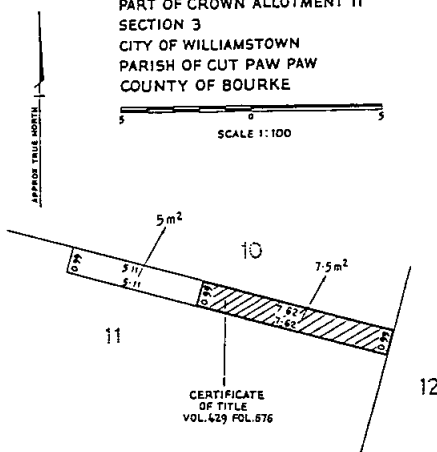 PART OF CROWN ALLOTMENT 11
SECTION 3
CITY OF WILLIAMSTOWN
PARISH OF CUT PAW PAW
COUNTY OF BOURKE
5 0 5
SCALE 1:100
APPROX TRUE NORTH
5m²
10
7·5m²
0·99
5·11
5·11
0·99
7·62
7·62
0·99
11
12
CERTIFICATE
OF TITLE
VOL.429 FOL.576